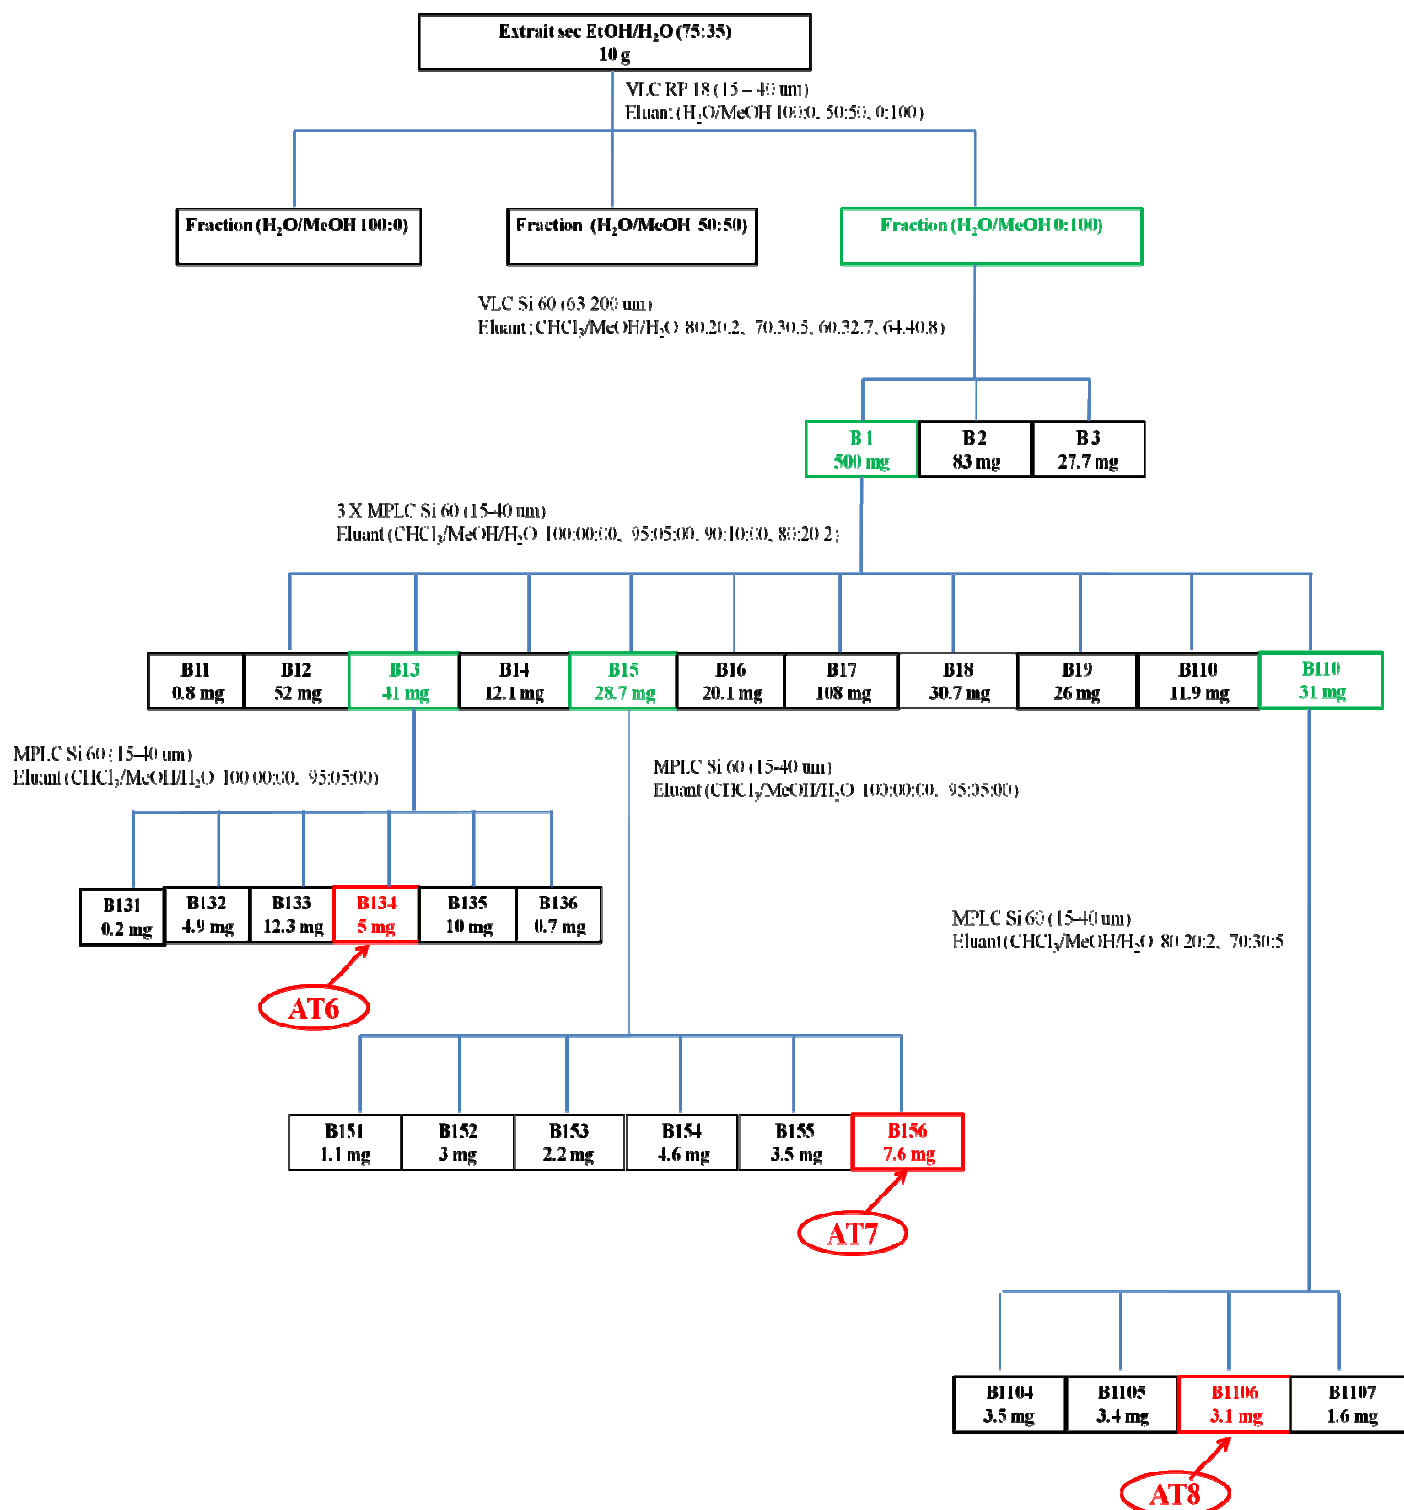 Extrait sec EtOH/H₂O (75:35)
10 g
VLC RP 18 (15 – 40 um)
Eluant (H₂O/MeOH 100:0, 50:50, 0:100)
Fraction (H₂O/MeOH 100:0)
Fraction (H₂O/MeOH 50:50)
Fraction (H₂O/MeOH 0:100)
VLC Si 60 (63 200 um)
Eluant (CHCl₃/MeOH/H₂O 80:20:2, 70:30:5, 60:32:7, 64:40:8)
B 1
500 mg
B 2
83 mg
B 3
27.7 mg
3 X MPLC Si 60 (15-40 um)
Eluant (CHCl₃/MeOH/H₂O 100:00:00, 95:05:00, 90:10:00, 80:20:2)
B11
0.8 mg
B12
52 mg
B13
41 mg
B14
12.1 mg
B15
28.7 mg
B16
20.1 mg
B17
108 mg
B18
30.7 mg
B19
26 mg
B110
11.9 mg
B110
31 mg
MPLC Si 60 (15-40 um)
Eluant (CHCl₃/MeOH/H₂O 100:00:00, 95:05:00)
MPLC Si 60 (15-40 um)
Eluant (CHCl₃/MeOH/H₂O 100:00:00, 95:05:00)
B131
0.2 mg
B132
4.9 mg
B133
12.3 mg
B134
5 mg
B135
10 mg
B136
0.7 mg
MPLC Si 60 (15-40 um)
Eluant (CHCl₃/MeOH/H₂O 80:20:2, 70:30:5
AT6
B151
1.1 mg
B152
3 mg
B153
2.2 mg
B154
4.6 mg
B155
3.5 mg
B156
7.6 mg
AT7
B1104
3.5 mg
B1105
3.4 mg
B1106
3.1 mg
B1107
1.6 mg
AT8